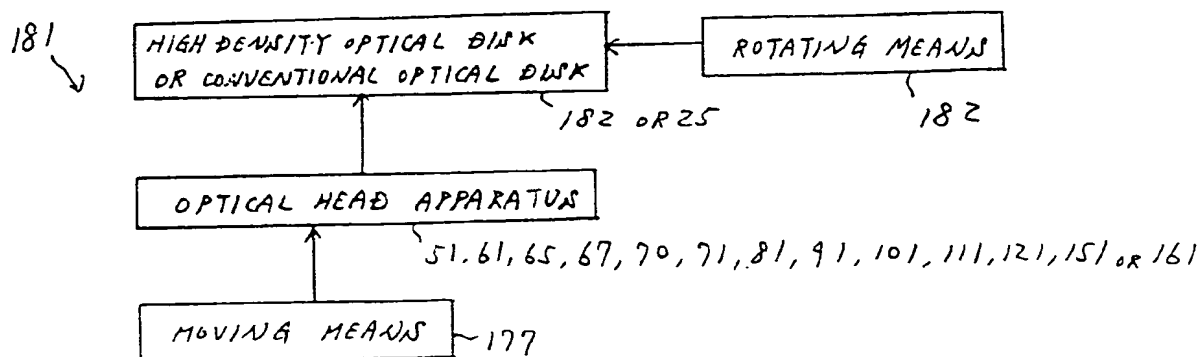 181
HIGH DENSITY OPTICAL DISK
OR CONVENTIONAL OPTICAL DISK
ROTATING MEANS
182 OR 25
182
OPTICAL HEAD APPARATUS
51, 61, 65, 67, 70, 71, 81, 91, 101, 111, 121, 151 OR 161
MOVING MEANS
177